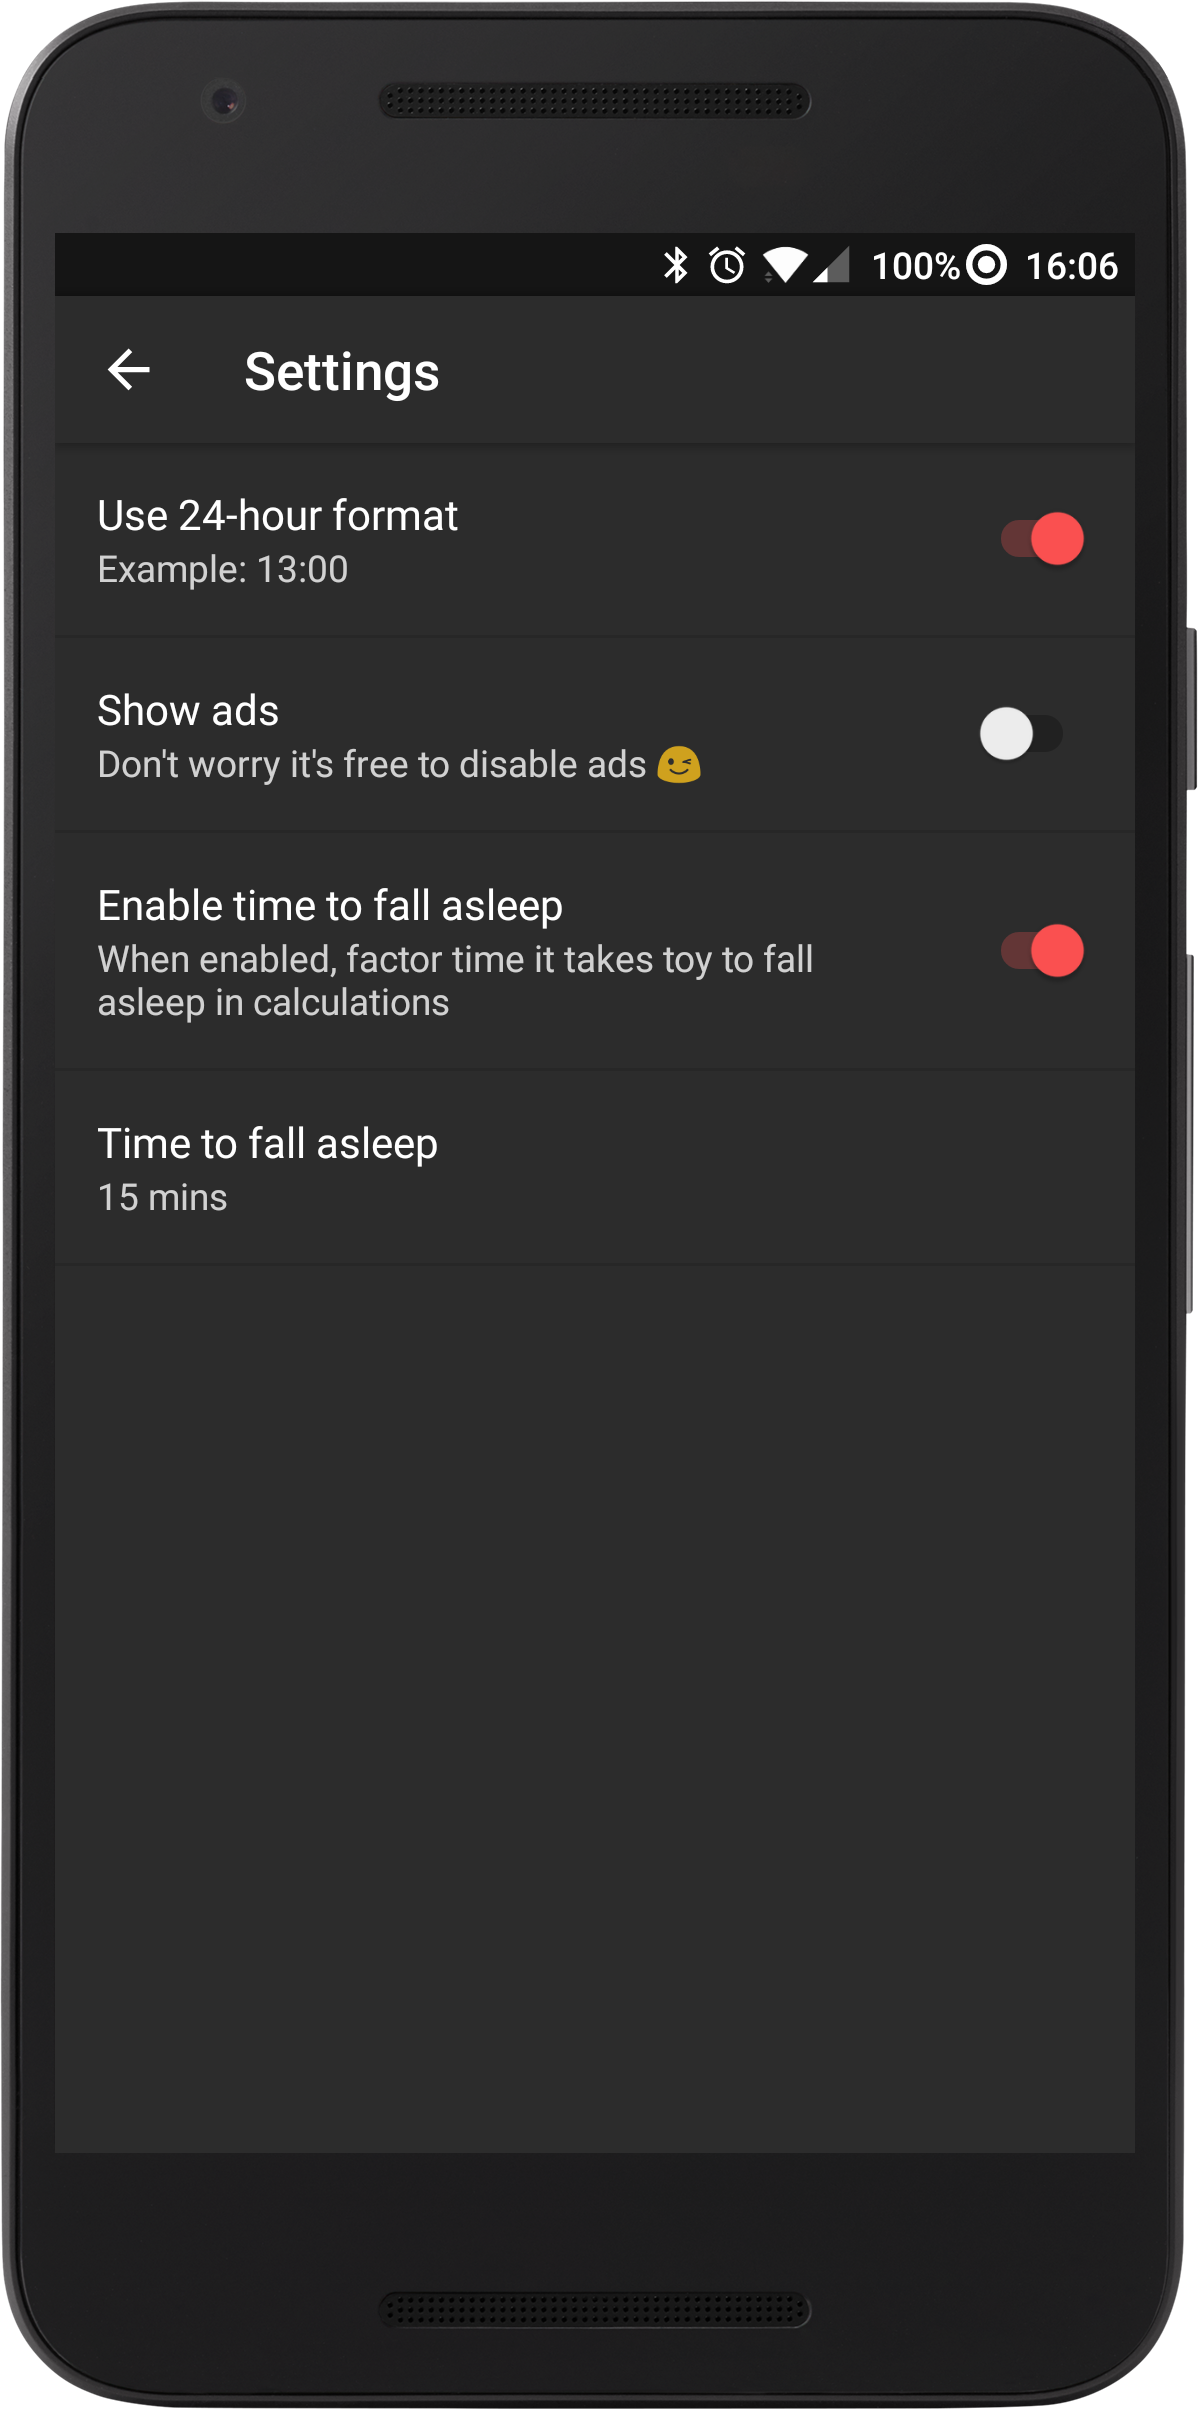 100% 16:06
Settings
Use 24-hour format
Example: 13:00
Show ads
Don't worry it's free to disable ads 😉
Enable time to fall asleep
When enabled, factor time it takes toy to fall
asleep in calculations
Time to fall asleep
15 mins